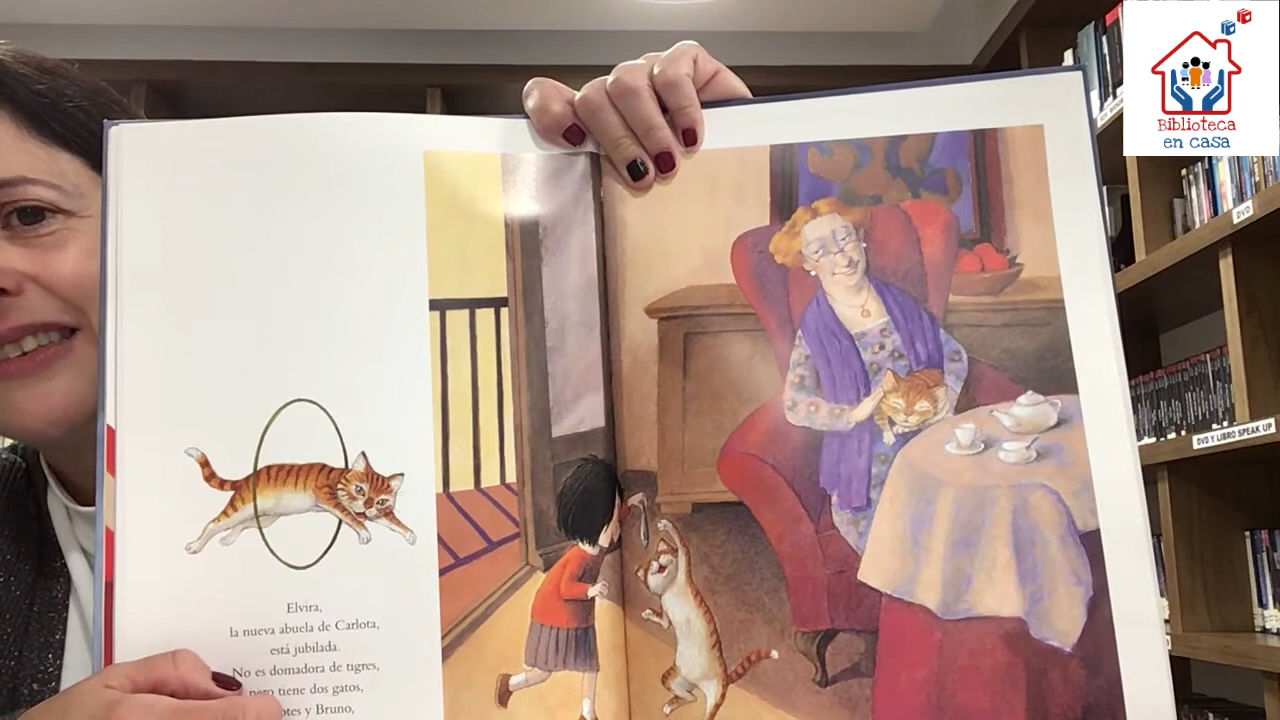 Biblioteca
en casa
DVD
DVD Y LIBRO SPEAK UP
Elvira,
la nueva abuela de Carlota,
está jubilada.
No es domadora de tigres,
pero tiene dos gatos,
y Bruno,